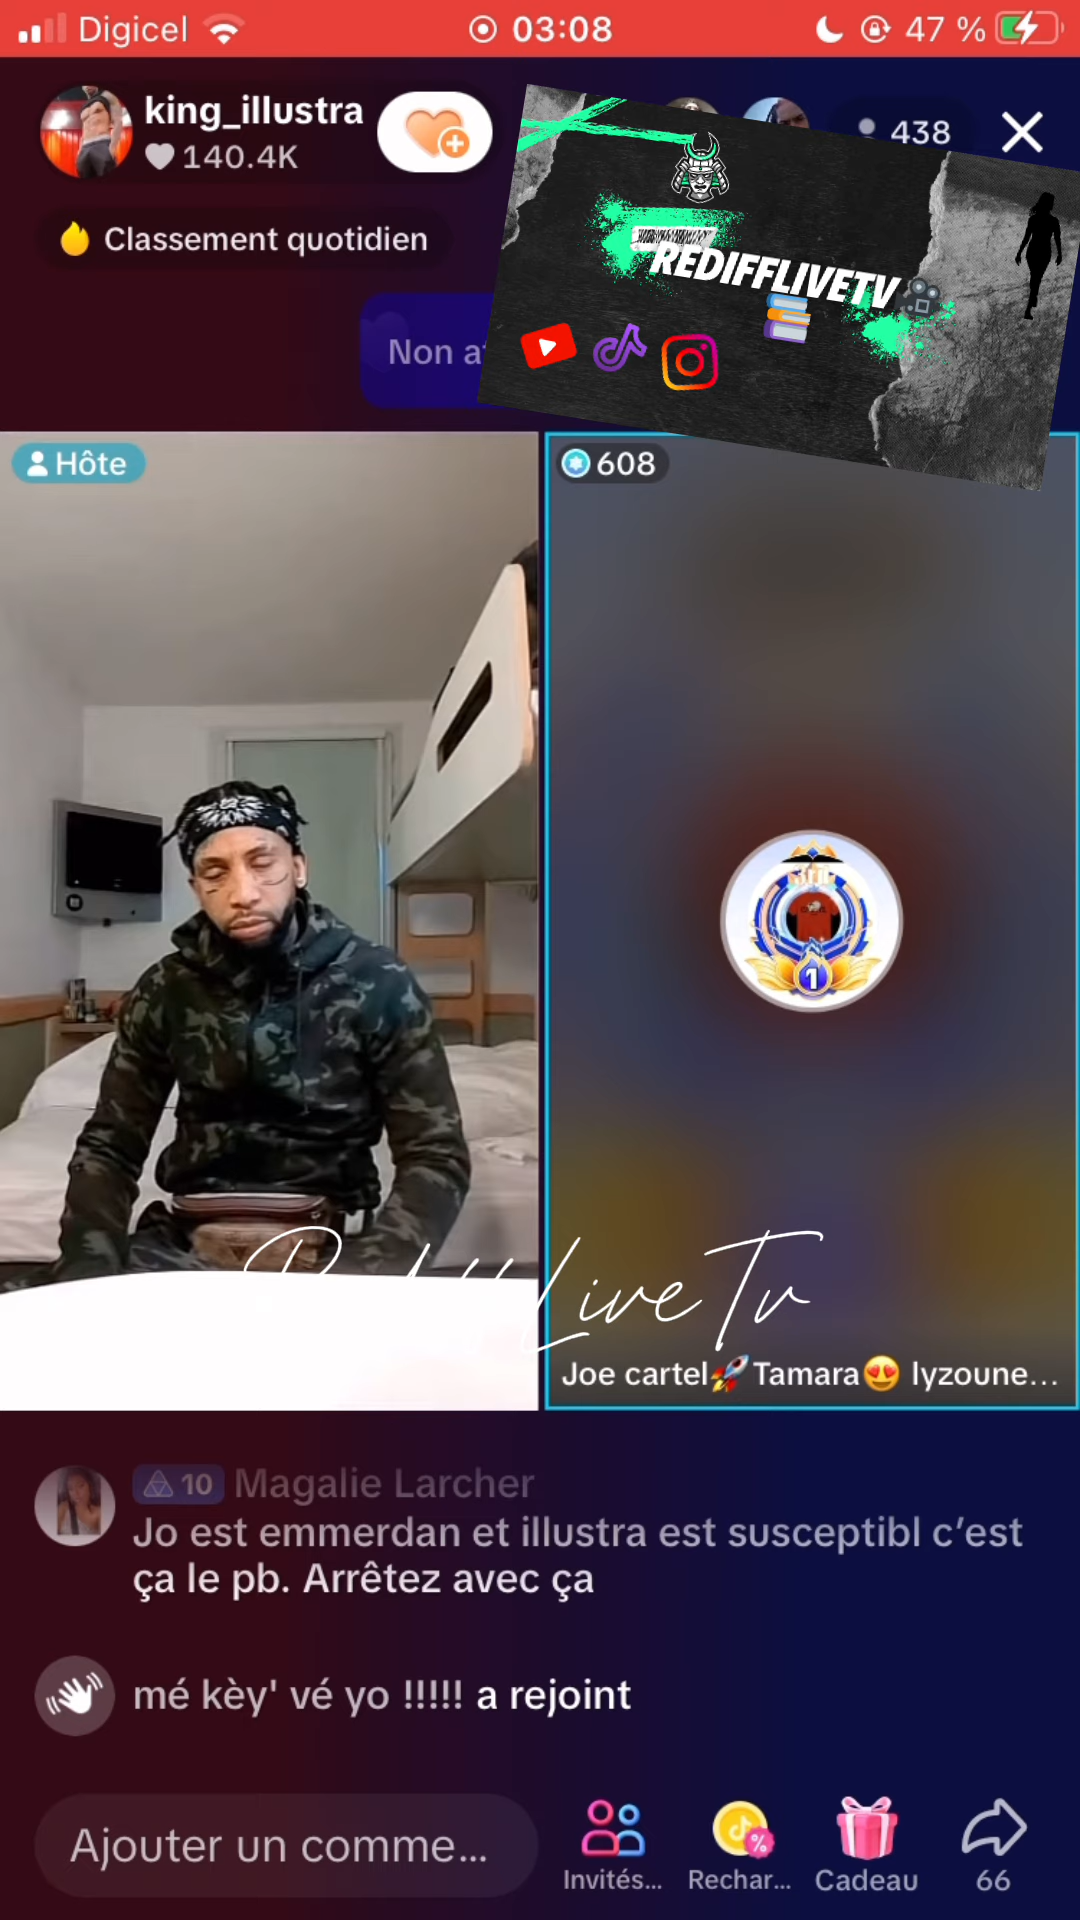 Digicel
03:08
47 %
king_illustra
140.4K
438
Classement quotidien
REDIFFLIVETV
Non a
Hôte
608
LiveTv
Joe cartel🚀Tamara😍 lyzoune...
10 Magalie Larcher
Jo est emmerdan et illustra est susceptibl c'est
ça le pb. Arrêtez avec ça
mé kèy' vé yo !!!!! a rejoint
Ajouter un comme...
Invités...
Rechar...
Cadeau
66